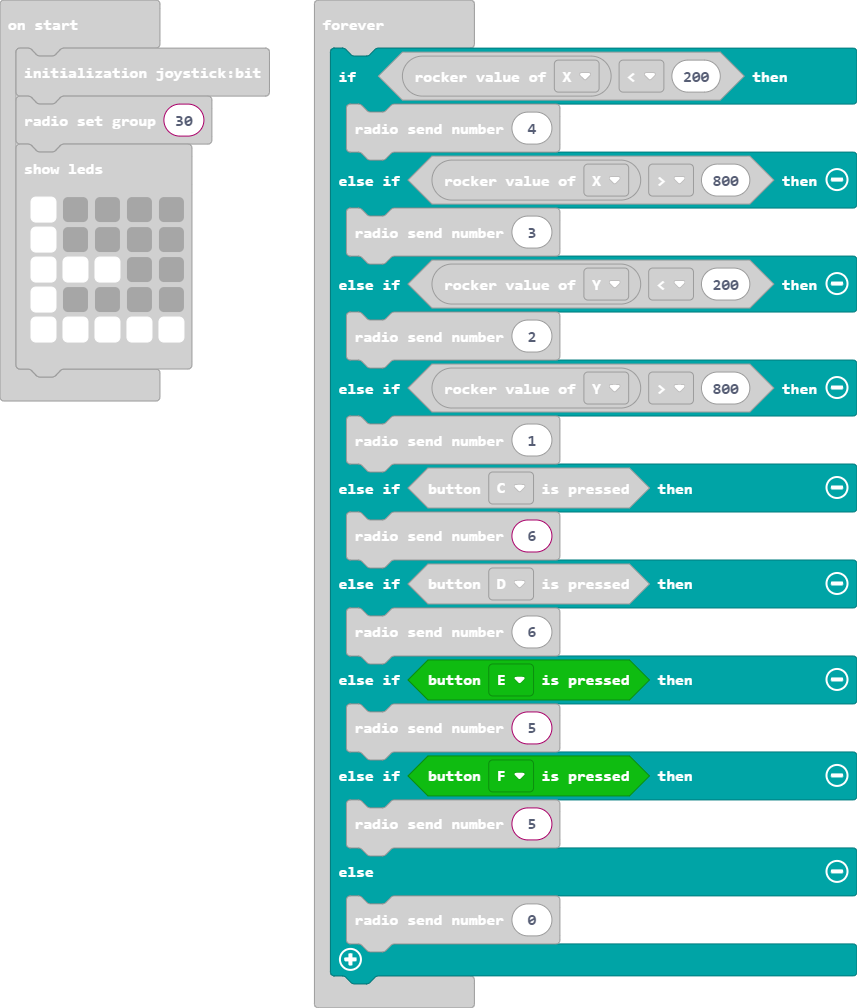 on start
initialization joystick:bit
radio set group 30
show leds
forever
if rocker value of X < 200 then
radio send number 4
else if rocker value of X > 800 then
radio send number 3
else if rocker value of Y < 200 then
radio send number 2
else if rocker value of Y > 800 then
radio send number 1
else if button C is pressed then
radio send number 6
else if button D is pressed then
radio send number 6
else if button E is pressed then
radio send number 5
else if button F is pressed then
radio send number 5
else
radio send number 0